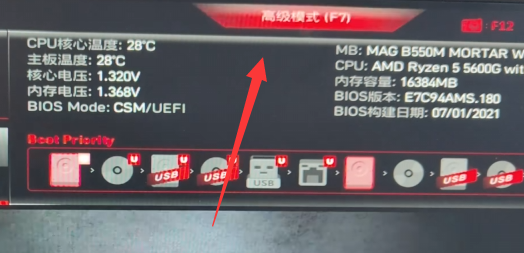 高级模式 (F7)
: F12
CPU核心温度: 28°C
主板温度: 28°C
核心电压: 1.320V
内存电压: 1.368V
BIOS Mode: CSM/UEFI
MB: MAG B550M MORTAR W
CPU: AMD Ryzen 5 5600G wit
内存容量: 16384MB
BIOS版本: E7C94AMS.180
BIOS构建日期: 07/01/2021
Boot Priority
U U U U U U
USB USB USB USB USB